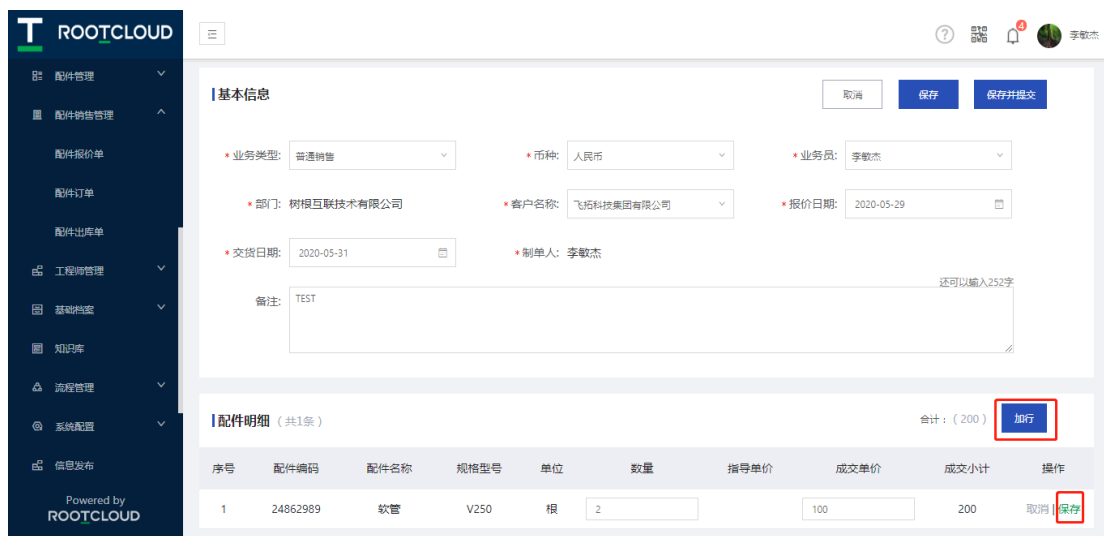 T ROOTCLOUD
? 4 李敏杰
配件管理
配件销售管理
配件报价单
配件订单
配件出库单
工程师管理
基础档案
知识库
流程管理
系统配置
信息发布
Powered by
ROOTCLOUD
基本信息 取消 保存 保存并提交
* 业务类型: 普通销售 * 币种: 人民币 * 业务员: 李敏杰
* 部门: 树根互联技术有限公司 * 客户名称: 飞拓科技集团有限公司 * 报价日期: 2020-05-29
* 交货日期: 2020-05-31 * 制单人: 李敏杰
还可以输入252字
备注: TEST
配件明细 (共1条) 合计: (200) 加行
序号 配件编码 配件名称 规格型号 单位 数量 指导单价 成交单价 成交小计 操作
1 24862989 软管 V250 根 2 100 200 取消 | 保存